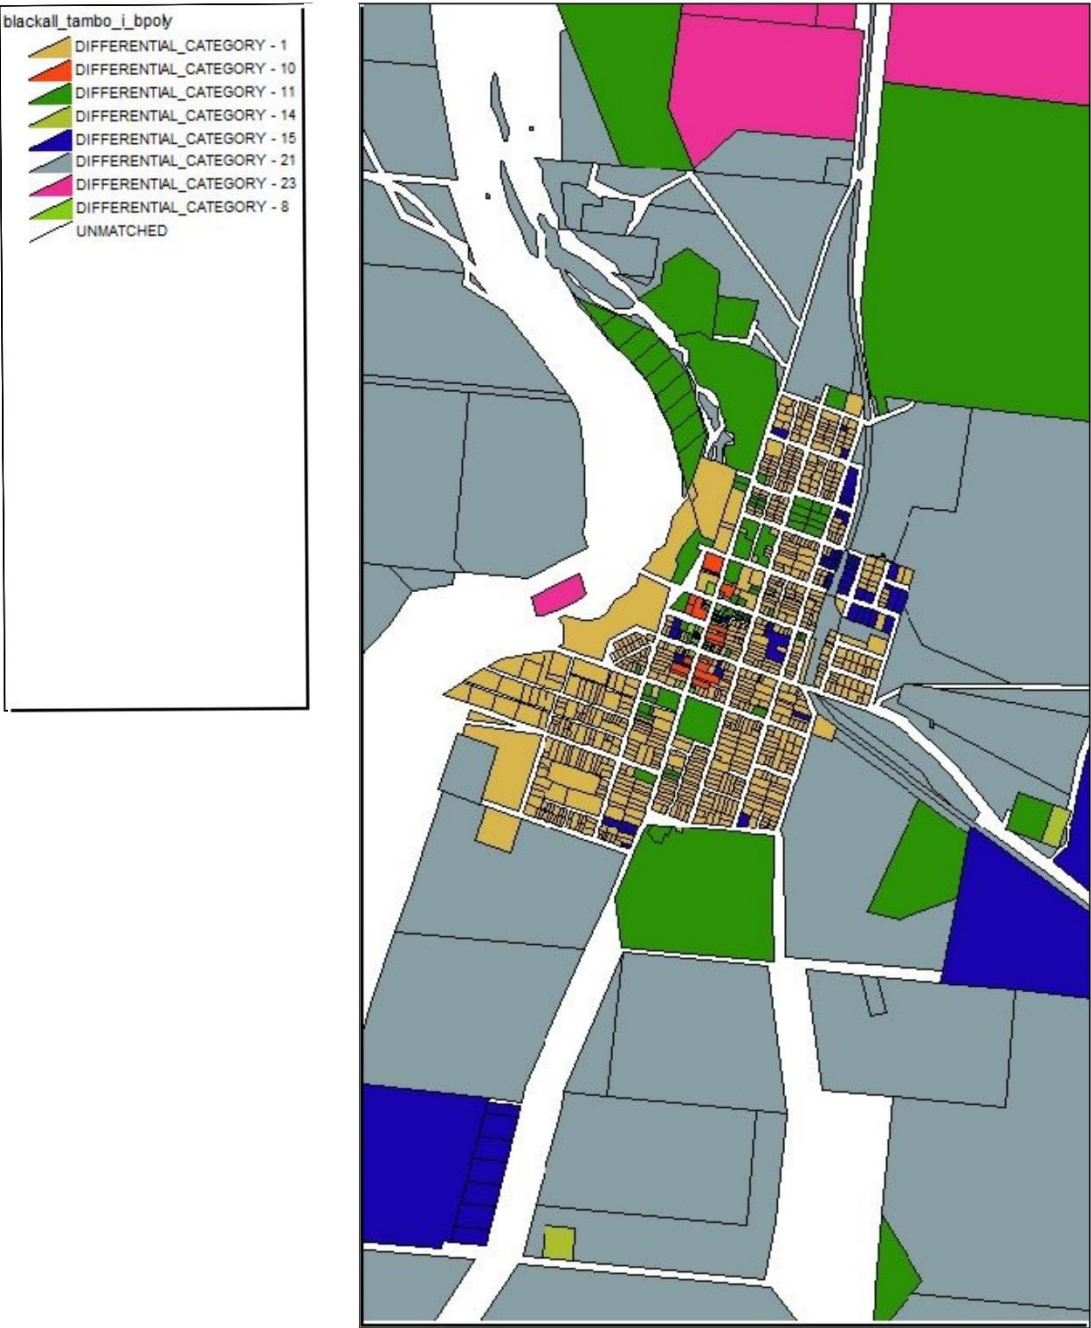 blackall_tambo_i_bpoly
DIFFERENTIAL_CATEGORY - 1
DIFFERENTIAL_CATEGORY - 10
DIFFERENTIAL_CATEGORY - 11
DIFFERENTIAL_CATEGORY - 14
DIFFERENTIAL_CATEGORY - 15
DIFFERENTIAL_CATEGORY - 21
DIFFERENTIAL_CATEGORY - 23
DIFFERENTIAL_CATEGORY - 8
UNMATCHED